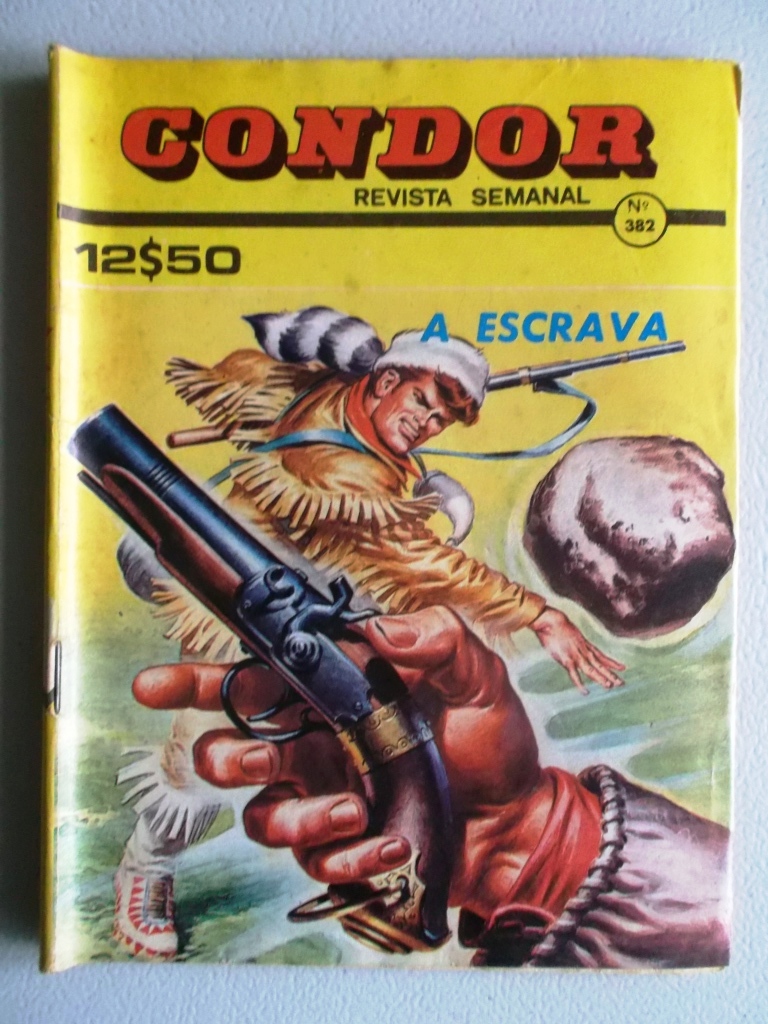 CONDOR
REVISTA SEMANAL
Nº
382
12$50
A ESCRAVA